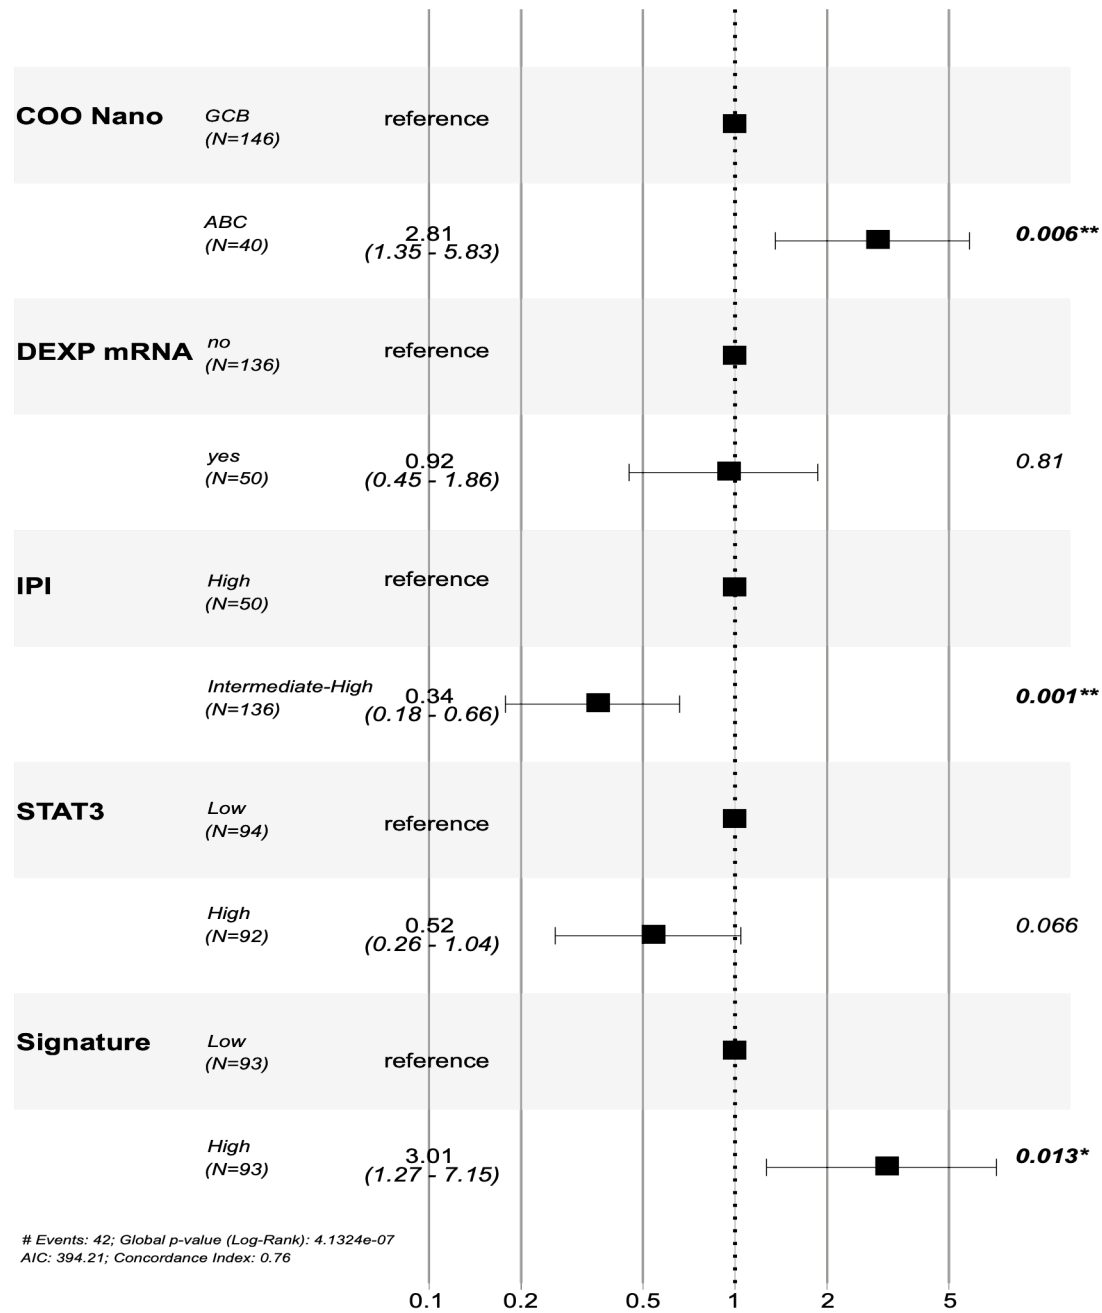 COO Nano GCB reference
(N=146)
ABC 2.81 0.006**
(N=40) (1.35 - 5.83)
DEXP mRNA no reference
(N=136)
yes 0.92 0.81
(N=50) (0.45 - 1.86)
IPI High reference
(N=50)
Intermediate-High 0.34 0.001**
(N=136) (0.18 - 0.66)
STAT3 Low reference
(N=94)
High 0.52 0.066
(N=92) (0.26 - 1.04)
Signature Low reference
(N=93)
High 3.01 0.013*
(N=93) (1.27 - 7.15)
# Events: 42; Global p-value (Log-Rank): 4.1324e-07
AIC: 394.21; Concordance Index: 0.76
0.1 0.2 0.5 1 2 5